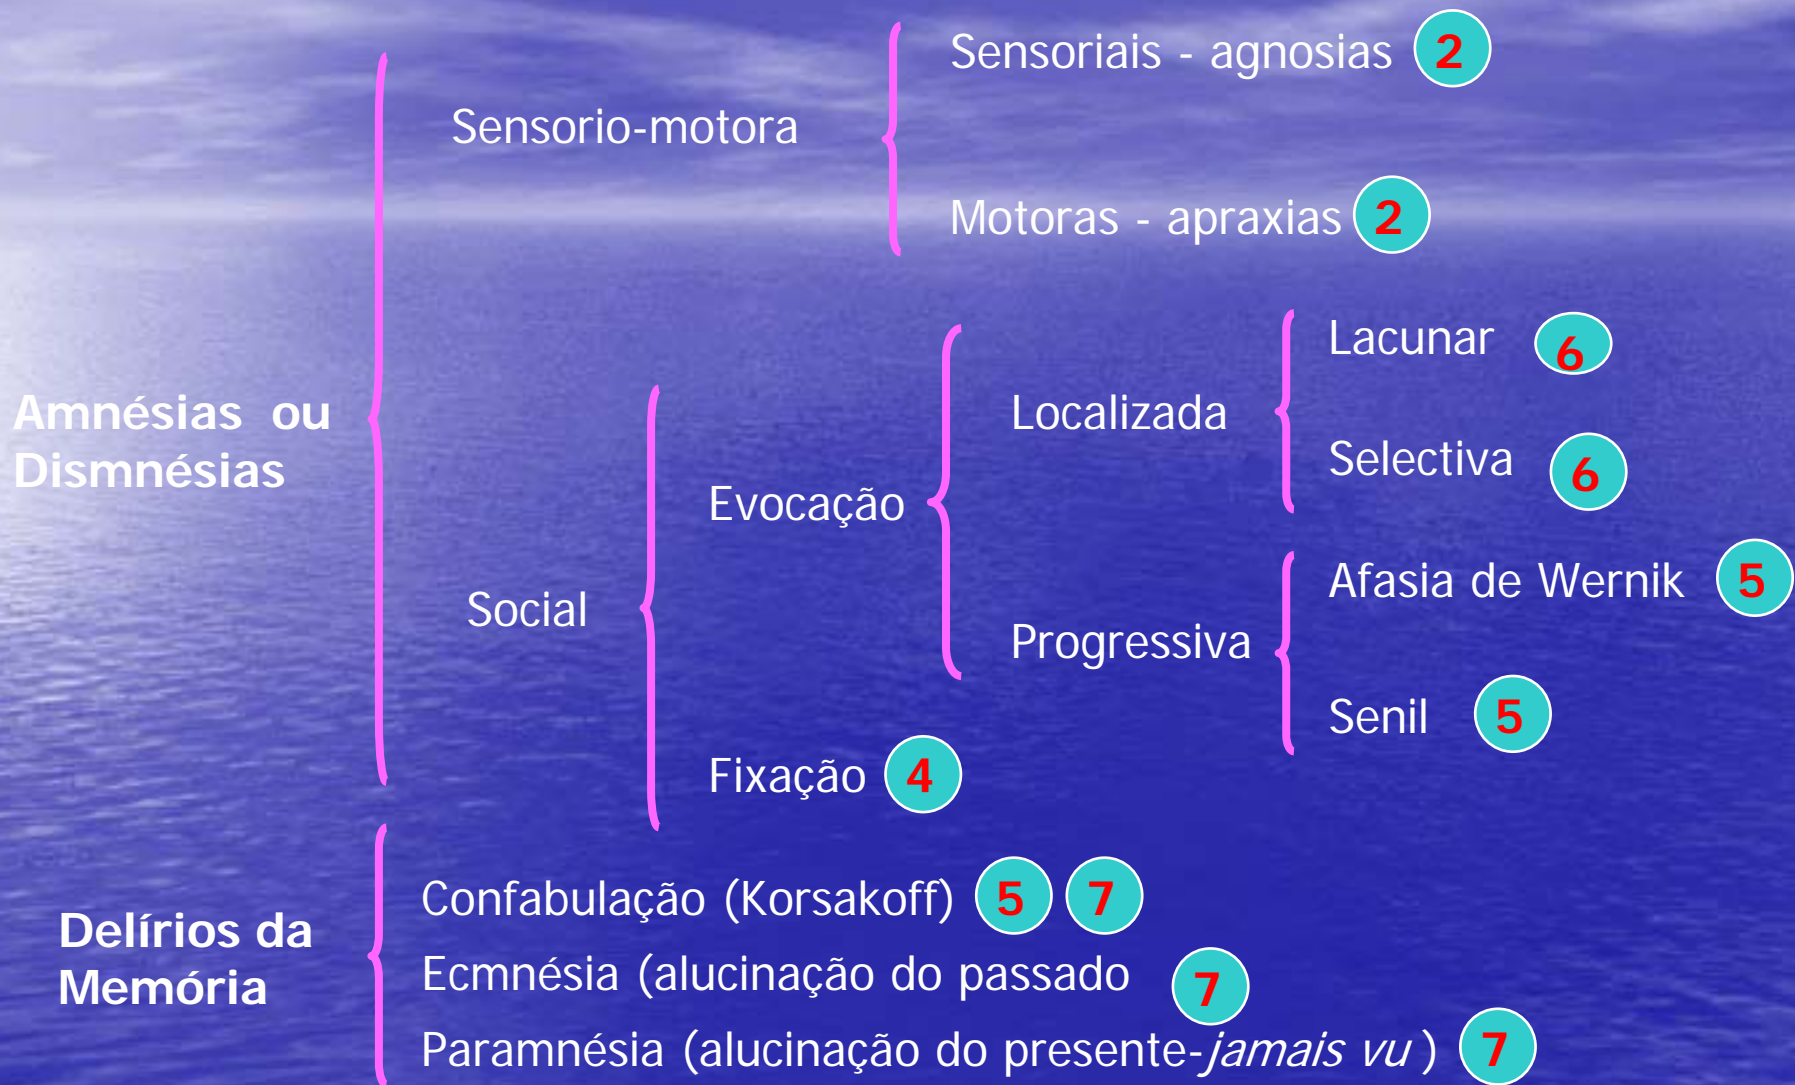 Sensoriais - agnosias 2
Sensorio-motora
Motoras - apraxias 2
Lacunar 6
Amnésias ou
Dismnésias
Localizada
Selectiva 6
Evocação
Afasia de Wernik 5
Social
Progressiva
Senil 5
Fixação 4
Delírios da
Memória
Confabulação (Korsakoff) 5 7
Ecmnésia (alucinação do passado 7
Paramnésia (alucinação do presente-jamais vu ) 7